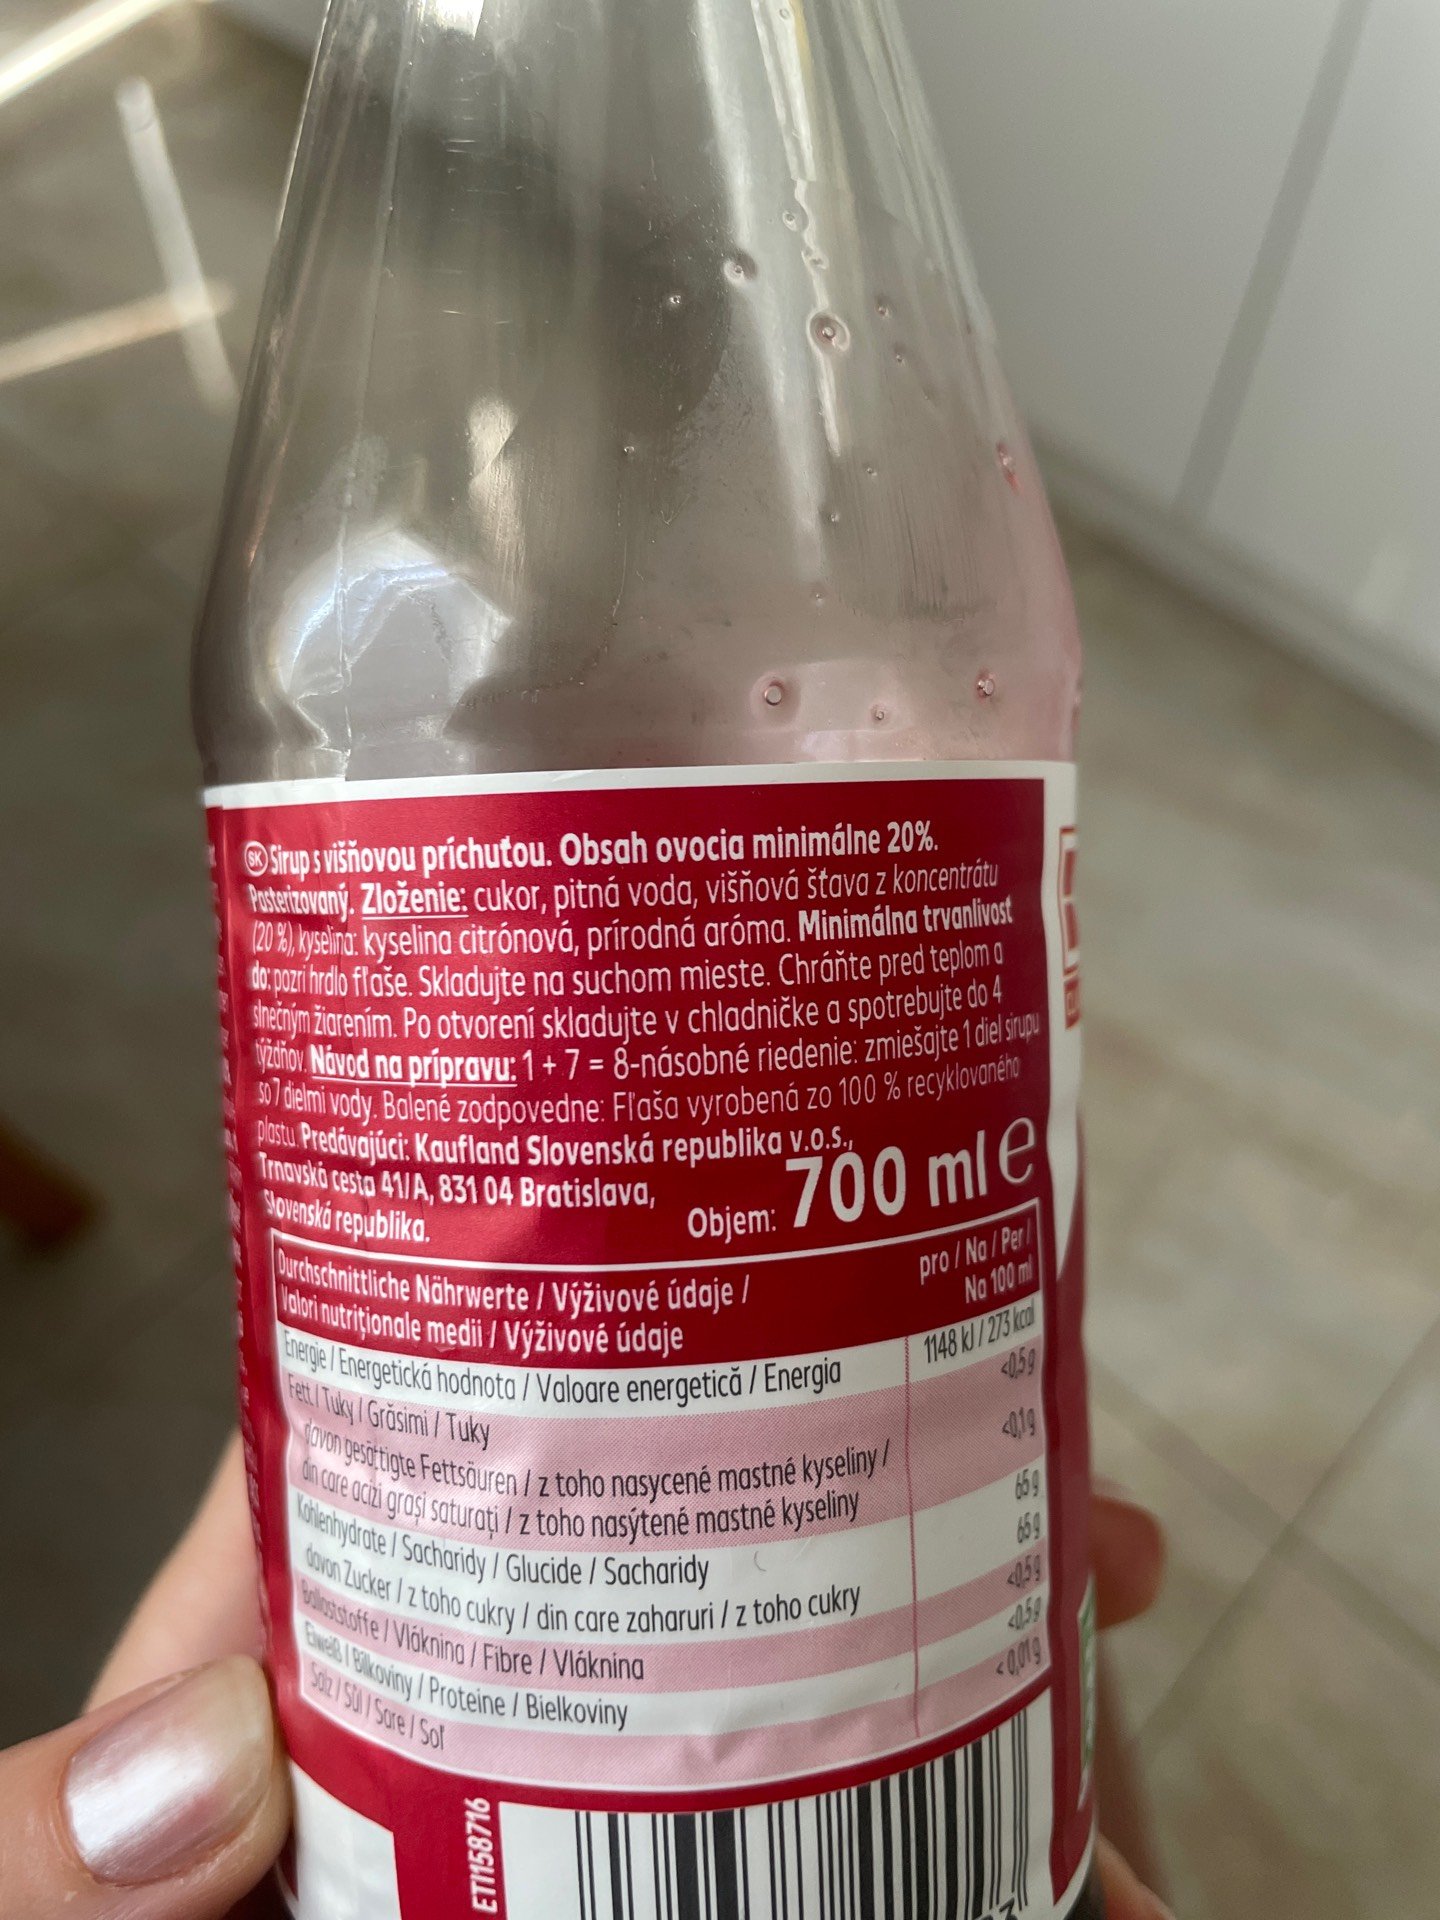 SK Sirup s višňovou príchuťou. Obsah ovocia minimálne 20%.
Pasterizovaný. Zloženie: cukor, pitná voda, višňová šťava z koncentrátu
(20 %), kyselina: kyselina citrónová, prírodná aróma. Minimálna trvanlivosť
do: pozri hrdlo fľaše. Skladujte na suchom mieste. Chráňte pred teplom a
slnečným žiarením. Po otvorení skladujte v chladničke a spotrebujte do 4
týždňov. Návod na prípravu: 1 + 7 = 8-násobné riedenie: zmiešajte 1 diel sirupu
so 7 dielmi vody. Balené zodpovedne: Fľaša vyrobená zo 100 % recyklovaného
plastu. Predávajúci: Kaufland Slovenská republika v.o.s.,
Trnavská cesta 41/A, 831 04 Bratislava,
Slovenská republika.
Objem: 700 ml e
Durchschnittliche Nährwerte / Výživové údaje /
Valori nutriționale medii / Výživové údaje
pro / Na / Per /
Na 100 ml
Energie / Energetická hodnota / Valoare energetică / Energia 1148 kJ / 273 kcal
Fett / Tuky / Grăsimi / Tuky <0,5 g
davon gesättigte Fettsäuren / z toho nasycené mastné kyseliny /
din care acizi grași saturați / z toho nasýtené mastné kyseliny <0,1 g
Kohlenhydrate / Sacharidy / Glucide / Sacharidy 65 g
davon Zucker / z toho cukry / din care zaharuri / z toho cukry 65 g
Ballaststoffe / Vláknina / Fibre / Vláknina <0,5 g
Eiweiß / Bílkoviny / Proteine / Bielkoviny <0,5 g
Salz / Sůl / Sare / Soľ <0,01 g
ETI158716